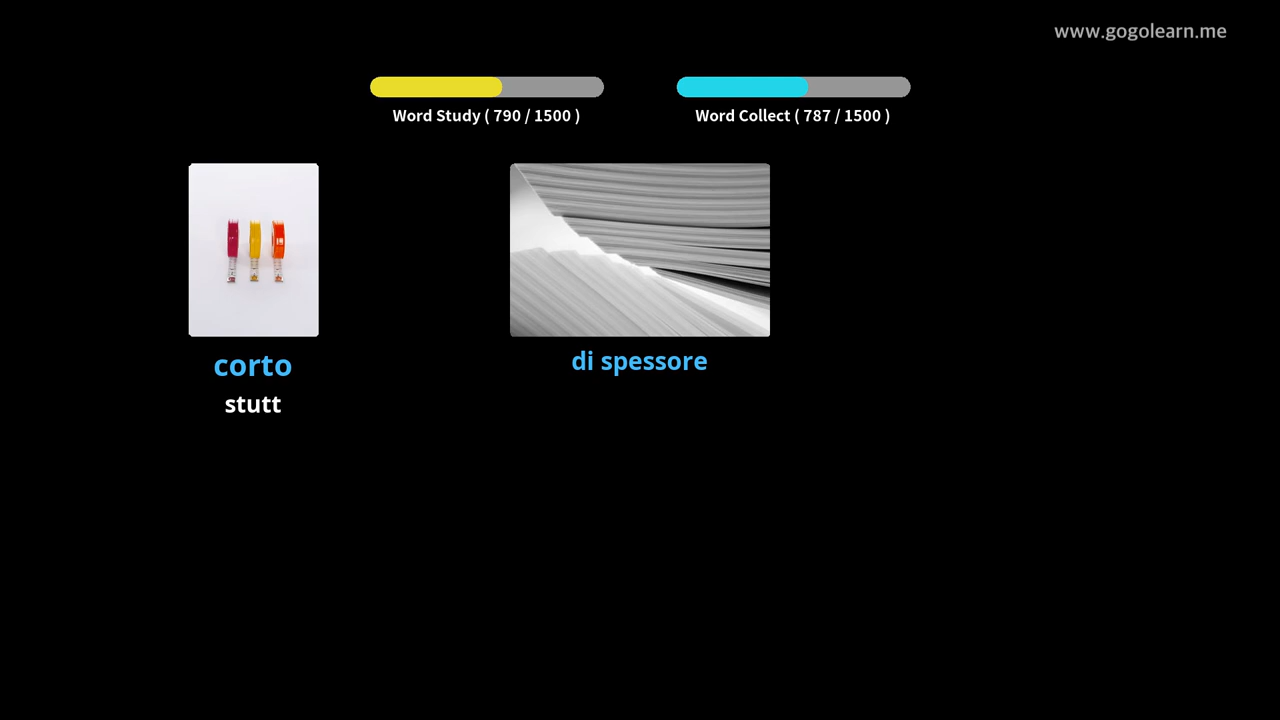 www.gogolearn.me
Word Study ( 790 / 1500 )
Word Collect ( 787 / 1500 )
corto
stutt
di spessore